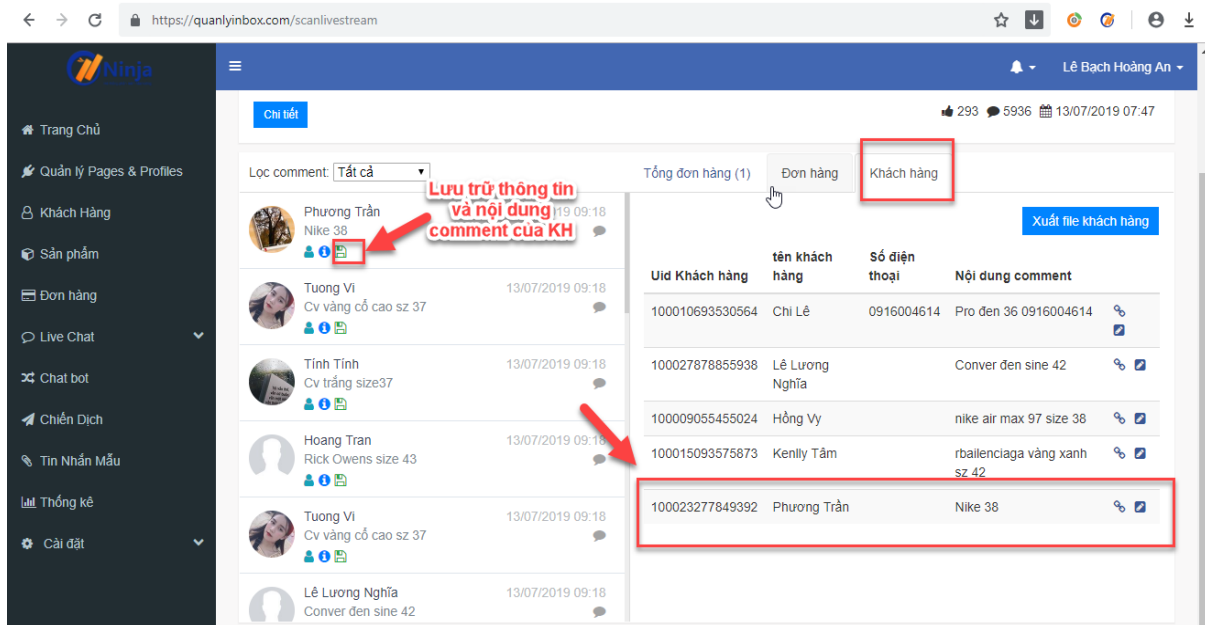 https://quanlyinbox.com/scanlivestream
Ninja
Lê Bạch Hoàng An
Trang Chủ
Quản lý Pages & Profiles
Khách Hàng
Sản phẩm
Đơn hàng
Live Chat
Chat bot
Chiến Dịch
Tin Nhắn Mẫu
Thống kê
Cài đặt
Chi tiết
293 5936 13/07/2019 07:47
Lọc comment: Tất cả
Lưu trữ thông tin
và nội dung
comment của KH
Phương Trần 19 09:18
Nike 38
Tuong Vi 13/07/2019 09:18
Cv vàng cổ cao sz 37
Tính Tính 13/07/2019 09:18
Cv trắng size37
Hoang Tran 13/07/2019 09:18
Rick Owens size 43
Tuong Vi 13/07/2019 09:18
Cv vàng cổ cao sz 37
Lê Lương Nghĩa 13/07/2019 09:18
Conver đen sine 42
Tổng đơn hàng (1) Đơn hàng Khách hàng
Xuất file khách hàng
Uid Khách hàng tên khách hàng Số điện thoại Nội dung comment
100010693530564 Chi Lê 0916004614 Pro đen 36 0916004614
100027878855938 Lê Lương Nghĩa Conver đen sine 42
100009055455024 Hồng Vy nike air max 97 size 38
100015093575873 Kenlly Tâm rbailenciaga vàng xanh sz 42
100023277849392 Phương Trần Nike 38